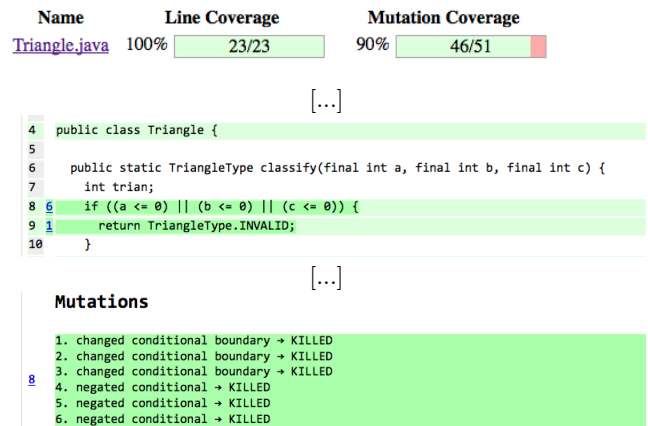 Name Line Coverage Mutation Coverage
Triangle.java 100% 23/23 90% 46/51
[...]
4 public class Triangle {
5
6 public static TriangleType classify(final int a, final int b, final int c) {
7 int trian;
8 6 if ((a <= 0) || (b <= 0) || (c <= 0)) {
9 1 return TriangleType.INVALID;
10 }
[...]
Mutations
1. changed conditional boundary → KILLED
2. changed conditional boundary → KILLED
3. changed conditional boundary → KILLED
8 4. negated conditional → KILLED
5. negated conditional → KILLED
6. negated conditional → KILLED